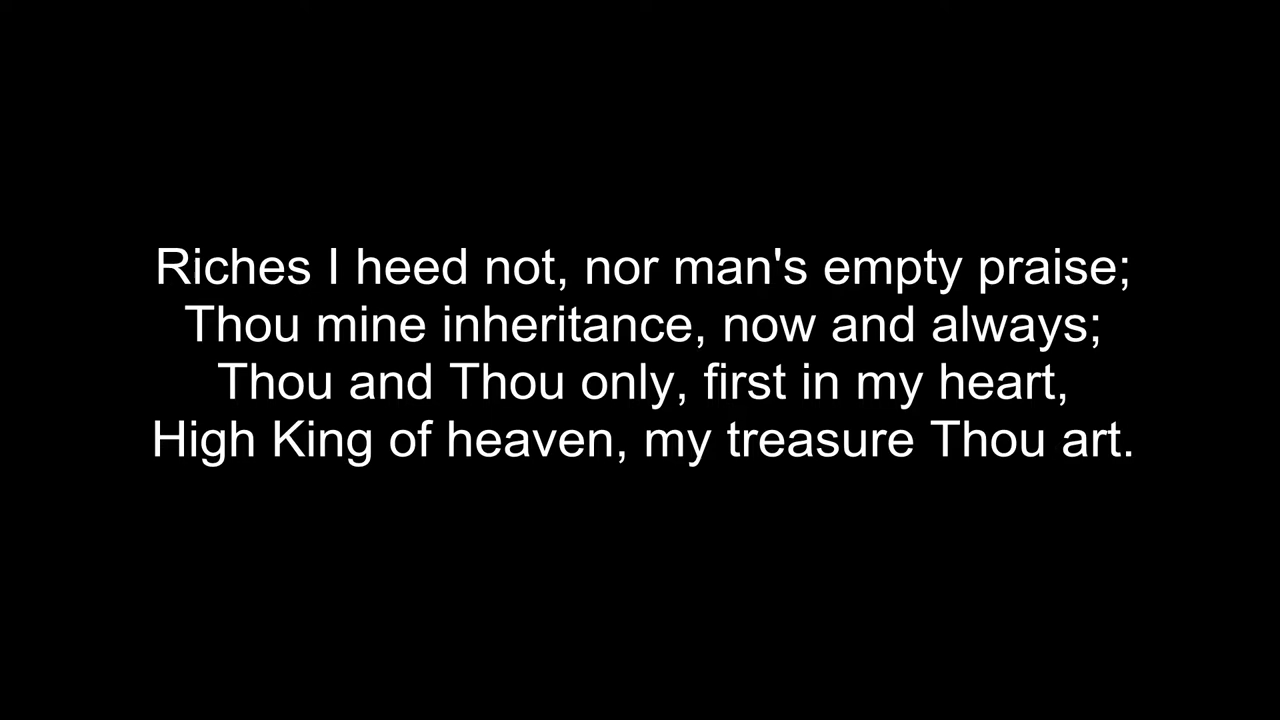 Riches I heed not, nor man's empty praise;
Thou mine inheritance, now and always;
Thou and Thou only, first in my heart,
High King of heaven, my treasure Thou art.